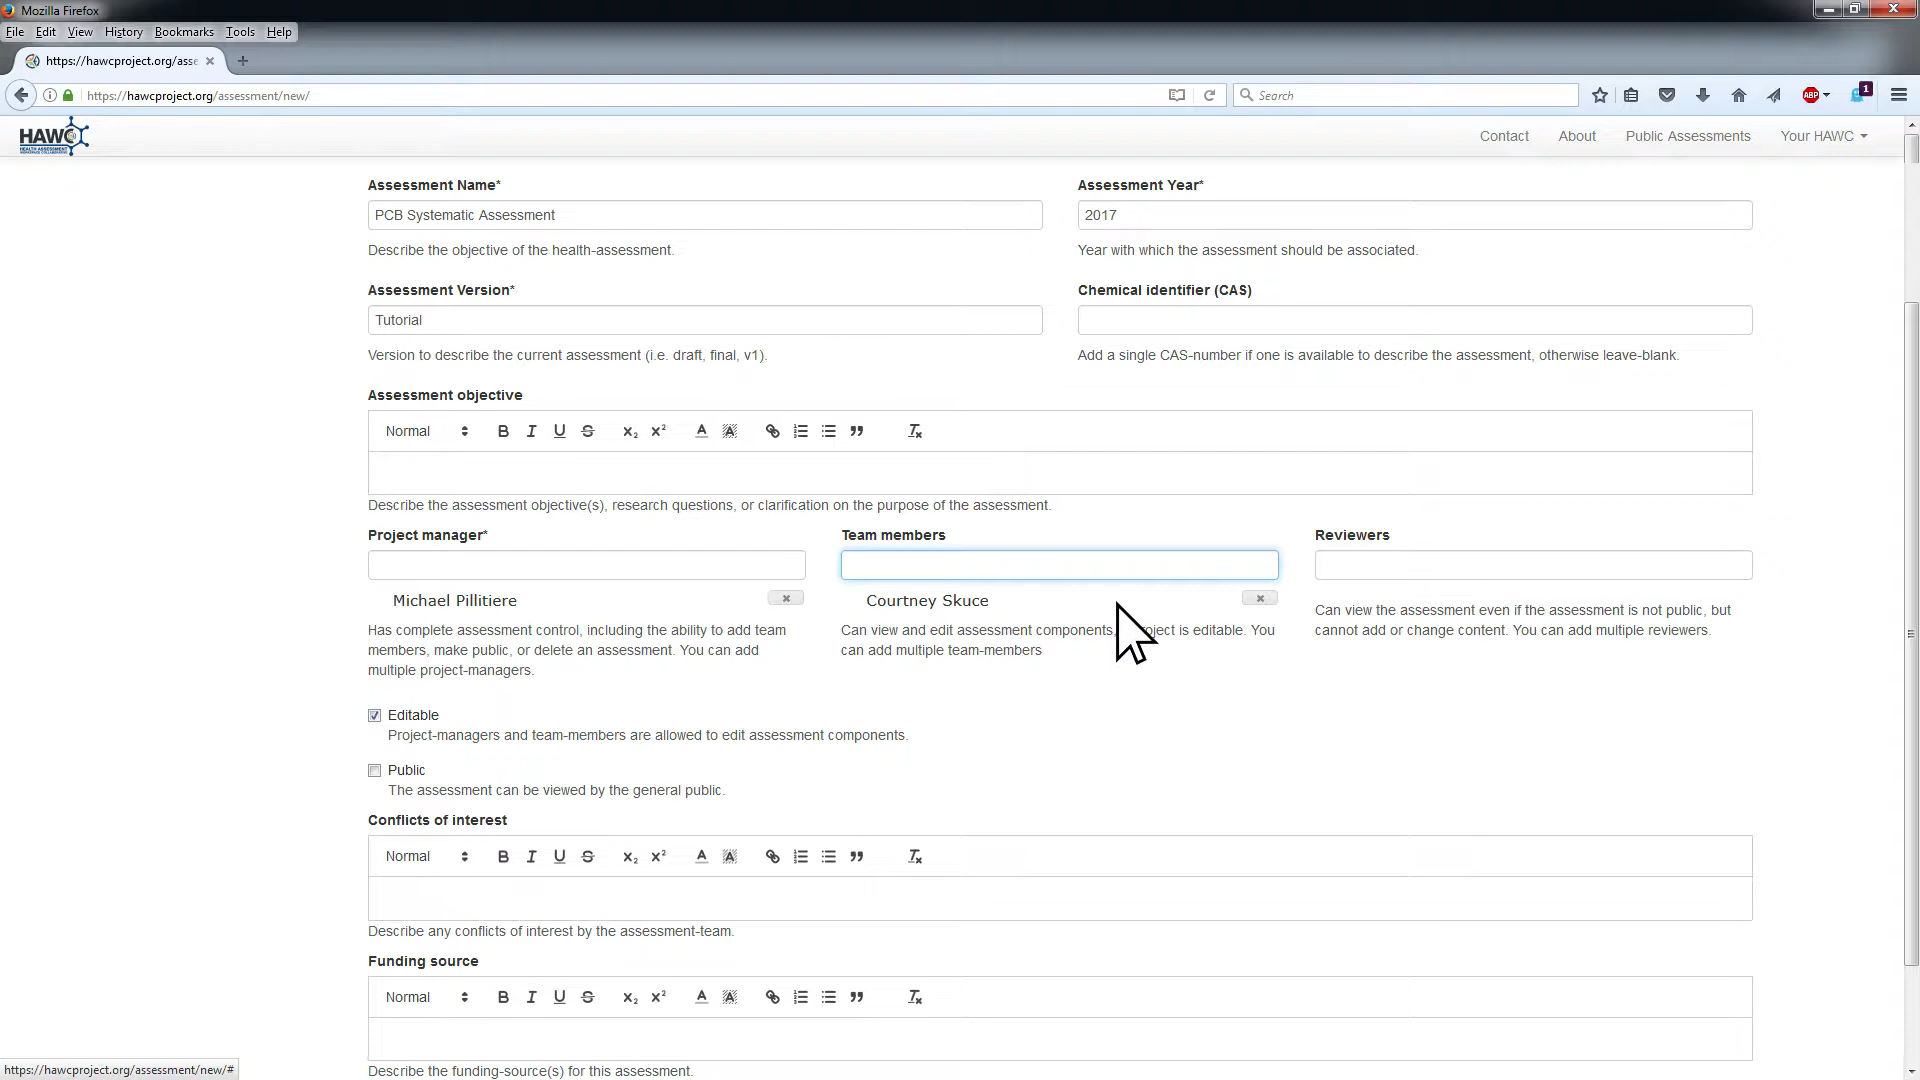 Mozilla Firefox
File Edit View History Bookmarks Tools Help
https://hawcproject.org/asse
https://hawcproject.org/assessment/new/
Search
ABP
1
HAWC
Contact About Public Assessments Your HAWC
Assessment Name* Assessment Year*
PCB Systematic Assessment 2017
Describe the objective of the health-assessment. Year with which the assessment should be associated.
Assessment Version* Chemical identifier (CAS)
Tutorial
Version to describe the current assessment (i.e. draft, final, v1). Add a single CAS-number if one is available to describe the assessment, otherwise leave-blank.
Assessment objective
Normal
Describe the assessment objective(s), research questions, or clarification on the purpose of the assessment.
Project manager* Team members Reviewers
Michael Pillitiere Courtney Skuce
Has complete assessment control, including the ability to add team
members, make public, or delete an assessment. You can add
multiple project-managers.
Can view and edit assessment components, project is editable. You
can add multiple team-members
Can view the assessment even if the assessment is not public, but
cannot add or change content. You can add multiple reviewers.
Editable
Project-managers and team-members are allowed to edit assessment components.
Public
The assessment can be viewed by the general public.
Conflicts of interest
Normal
Describe any conflicts of interest by the assessment-team.
Funding source
Normal
https://hawcproject.org/assessment/new/#
Describe the funding-source(s) for this assessment.